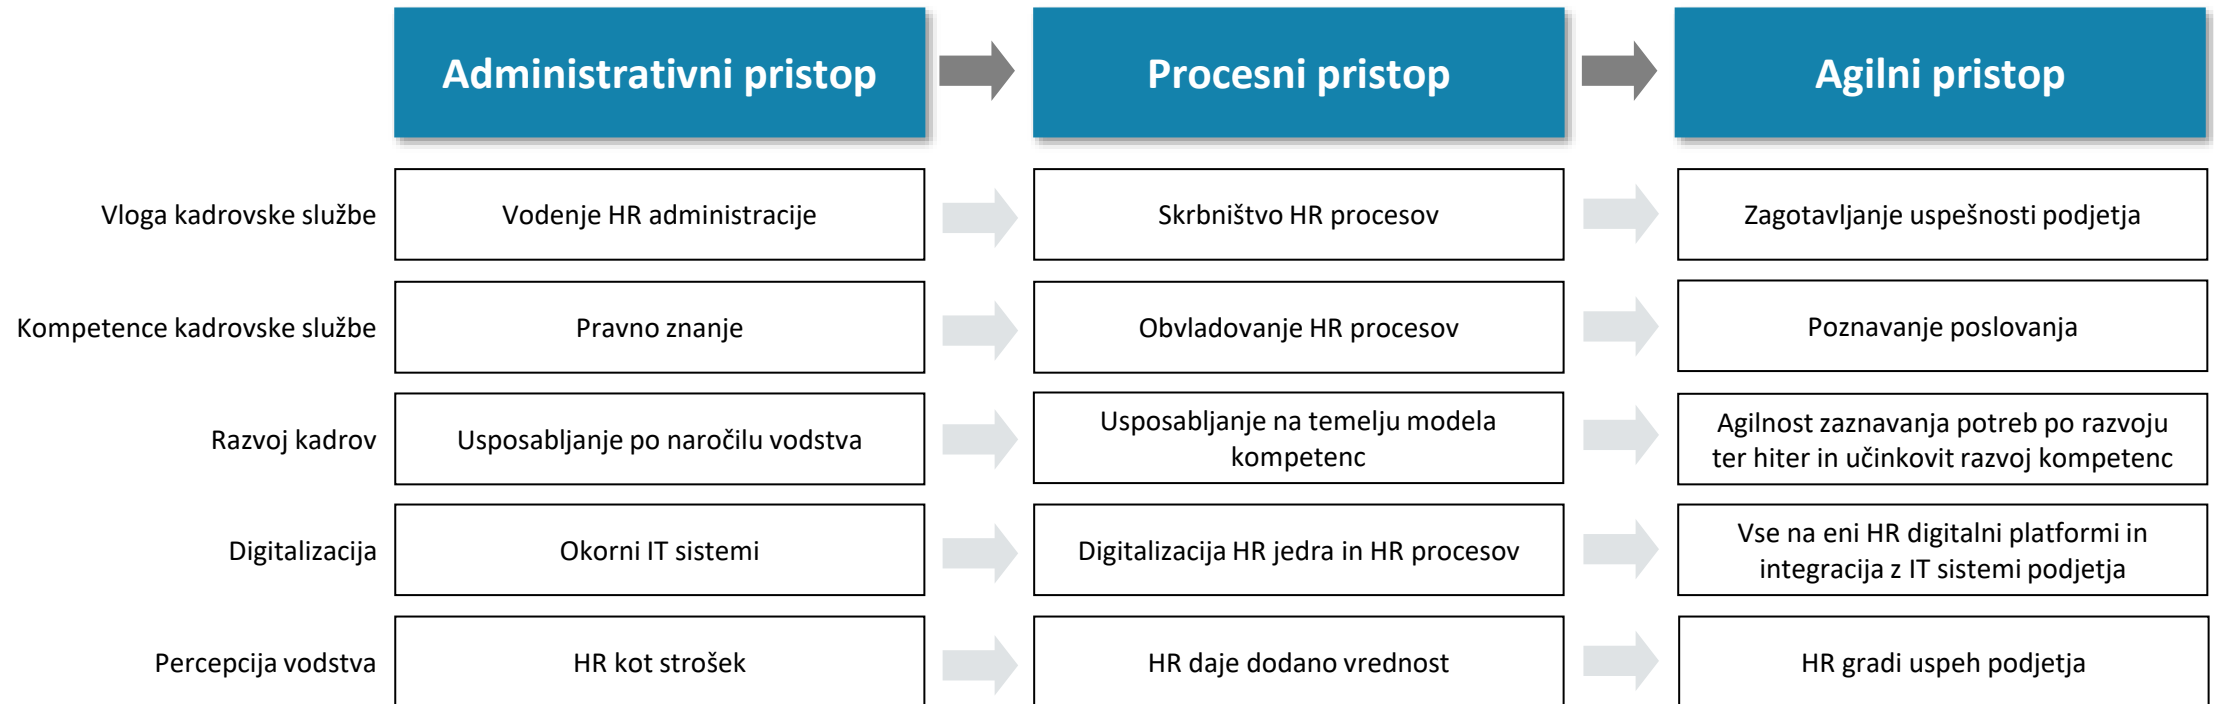 Administrativni pristop
Procesni pristop
Agilni pristop
Vloga kadrovske službe
Vodenje HR administracije
Skrbništvo HR procesov
Zagotavljanje uspešnosti podjetja
Kompetence kadrovske službe
Pravno znanje
Obvladovanje HR procesov
Poznavanje poslovanja
Razvoj kadrov
Usposabljanje po naročilu vodstva
Usposabljanje na temelju modela
kompetenc
Agilnost zaznavanja potreb po razvoju
ter hiter in učinkovit razvoj kompetenc
Digitalizacija
Okorni IT sistemi
Digitalizacija HR jedra in HR procesov
Vse na eni HR digitalni platformi in
integracija z IT sistemi podjetja
Percepcija vodstva
HR kot strošek
HR daje dodano vrednost
HR gradi uspeh podjetja